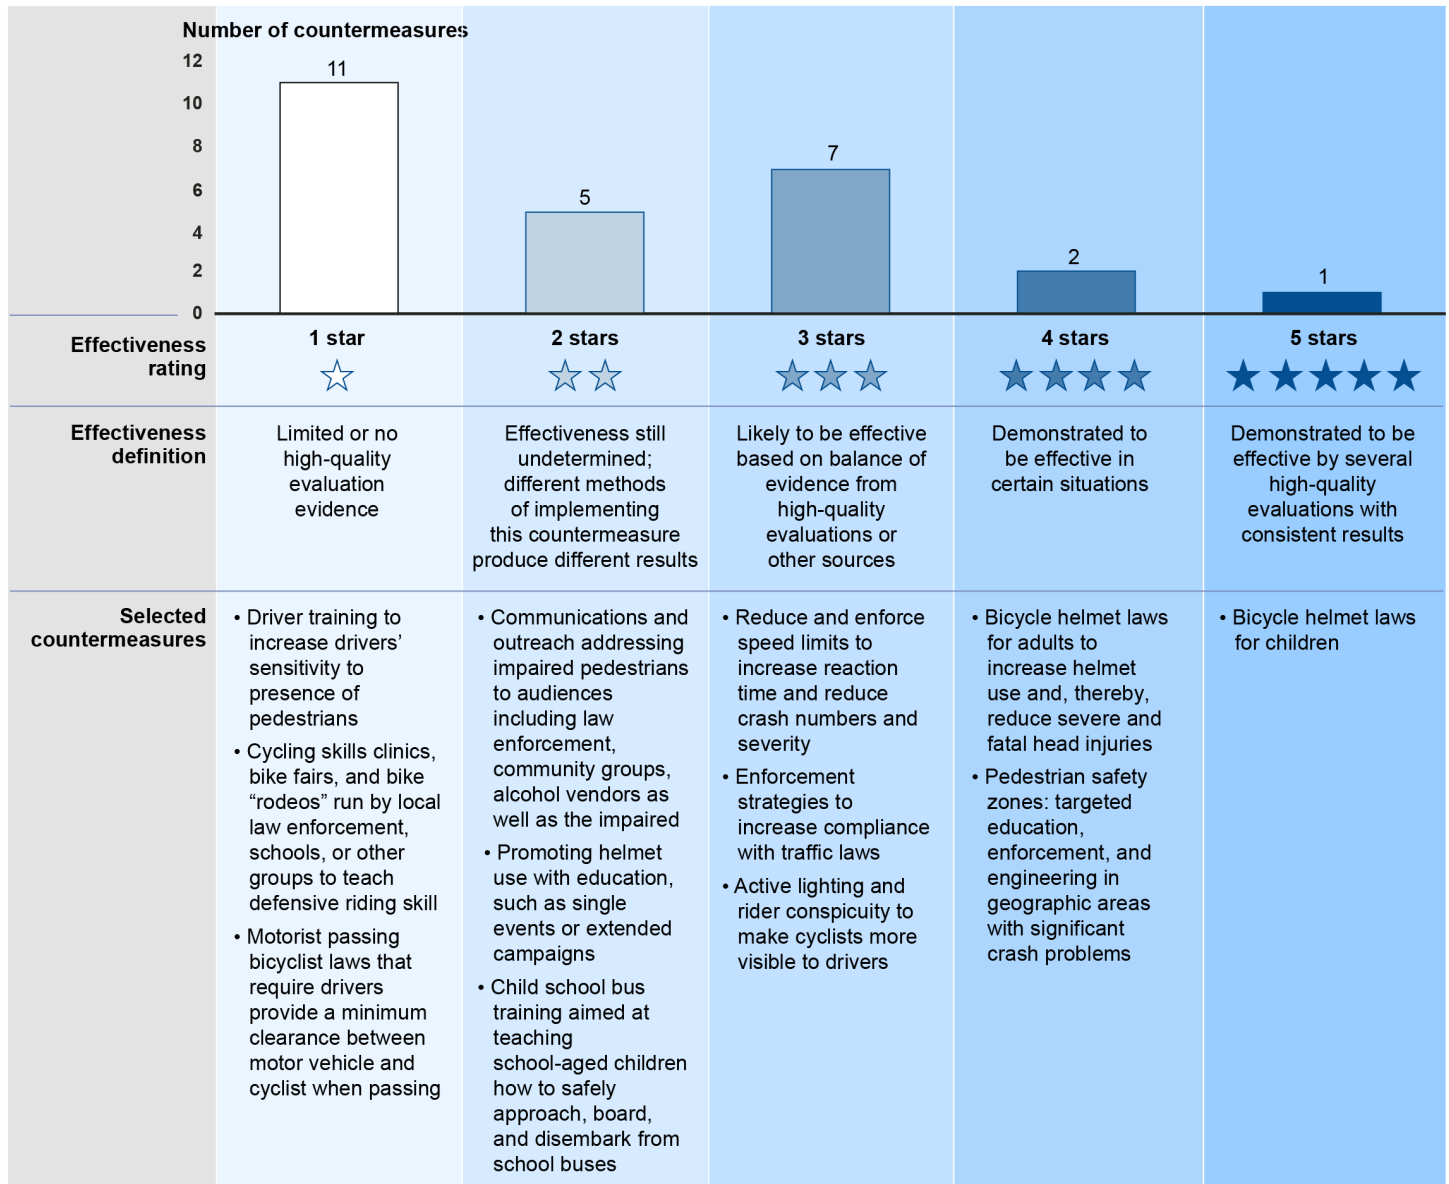 Number of countermeasures
12
10
8
6
4
2
0
11
5
7
2
1
Effectiveness
rating
1 star
2 stars
3 stars
4 stars
5 stars
Effectiveness
definition
Limited or no
high-quality
evaluation
evidence
Effectiveness still
undetermined;
different methods
of implementing
this countermeasure
produce different results
Likely to be effective
based on balance of
evidence from
high-quality
evaluations or
other sources
Demonstrated to
be effective in
certain situations
Demonstrated to be
effective by several
high-quality
evaluations with
consistent results
Selected
countermeasures
• Driver training to
increase drivers’
sensitivity to
presence of
pedestrians
• Cycling skills clinics,
bike fairs, and bike
“rodeos” run by local
law enforcement,
schools, or other
groups to teach
defensive riding skill
• Motorist passing
bicyclist laws that
require drivers
provide a minimum
clearance between
motor vehicle and
cyclist when passing
• Communications and
outreach addressing
impaired pedestrians
to audiences
including law
enforcement,
community groups,
alcohol vendors as
well as the impaired
• Promoting helmet
use with education,
such as single
events or extended
campaigns
• Child school bus
training aimed at
teaching
school-aged children
how to safely
approach, board,
and disembark from
school buses
• Reduce and enforce
speed limits to
increase reaction
time and reduce
crash numbers and
severity
• Enforcement
strategies to
increase compliance
with traffic laws
• Active lighting and
rider conspicuity to
make cyclists more
visible to drivers
• Bicycle helmet laws
for adults to
increase helmet
use and, thereby,
reduce severe and
fatal head injuries
• Pedestrian safety
zones: targeted
education,
enforcement, and
engineering in
geographic areas
with significant
crash problems
• Bicycle helmet laws
for children